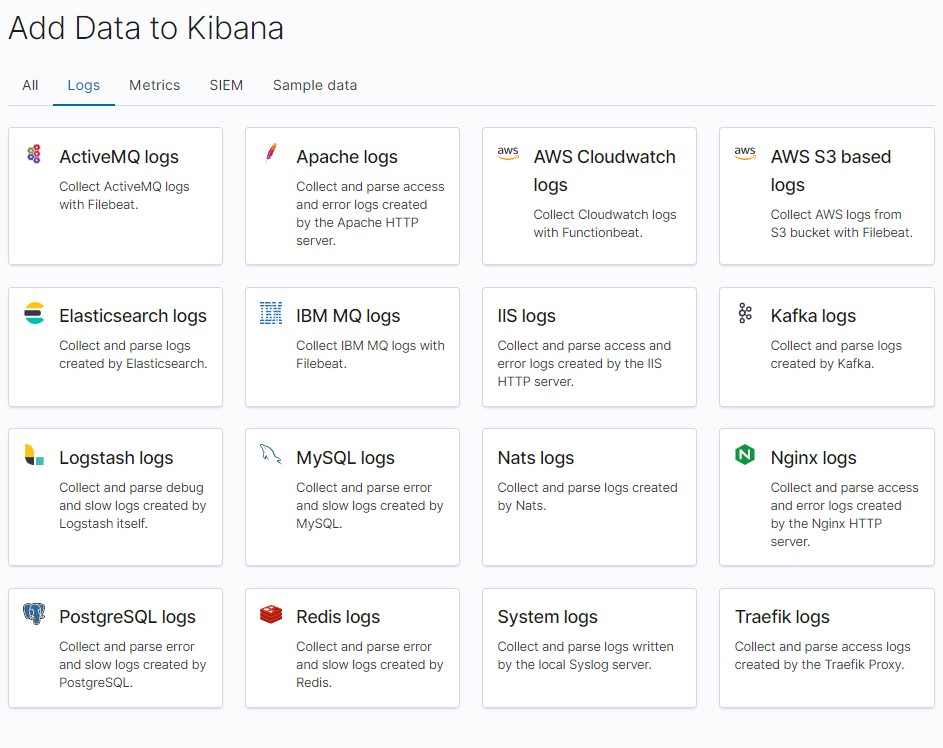 Add Data to Kibana
All Logs Metrics SIEM Sample data
ActiveMQ logs
Collect ActiveMQ logs
with Filebeat.
Apache logs
Collect and parse access
and error logs created
by the Apache HTTP
server.
aws
AWS Cloudwatch
logs
Collect Cloudwatch logs
with Functionbeat.
aws
AWS S3 based
logs
Collect AWS logs from
S3 bucket with Filebeat.
Elasticsearch logs
Collect and parse logs
created by Elasticsearch.
IBM
IBM MQ logs
Collect IBM MQ logs with
Filebeat.
IIS logs
Collect and parse access and
error logs created by the IIS
HTTP server.
Kafka logs
Collect and parse logs
created by Kafka.
Logstash logs
Collect and parse debug
and slow logs created by
Logstash itself.
MySQL logs
Collect and parse error
and slow logs created by
MySQL.
Nats logs
Collect and parse logs created
by Nats.
N
Nginx logs
Collect and parse access
and error logs created
by the Nginx HTTP
server.
PostgreSQL logs
Collect and parse error
and slow logs created by
PostgreSQL.
Redis logs
Collect and parse error
and slow logs created by
Redis.
System logs
Collect and parse logs written
by the local Syslog server.
Traefik logs
Collect and parse access logs
created by the Traefik Proxy.